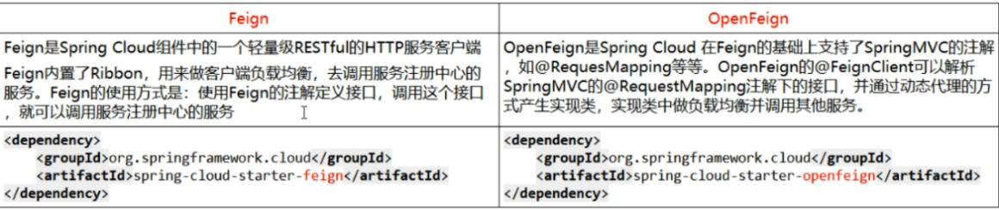 Feign
Feign是Spring Cloud组件中的一个轻量级RESTful的HTTP服务客户端
Feign内置了Ribbon，用来做客户端负载均衡，去调用服务注册中心的
服务。Feign的使用方式是：使用Feign的注解定义接口，调用这个接口
，就可以调用服务注册中心的服务
<dependency>
    <groupId>org.springframework.cloud</groupId>
    <artifactId>spring-cloud-starter-feign</artifactId>
</dependency>
OpenFeign
OpenFeign是Spring Cloud 在Feign的基础上支持了SpringMVC的注解
，如@RequesMapping等等。OpenFeign的@FeignClient可以解析
SpringMVC的@RequestMapping注解下的接口，并通过动态代理的方
式产生实现类，实现类中做负载均衡并调用其他服务。
<dependency>
    <groupId>org.springframework.cloud</groupId>
    <artifactId>spring-cloud-starter-openfeign</artifactId>
</dependency>